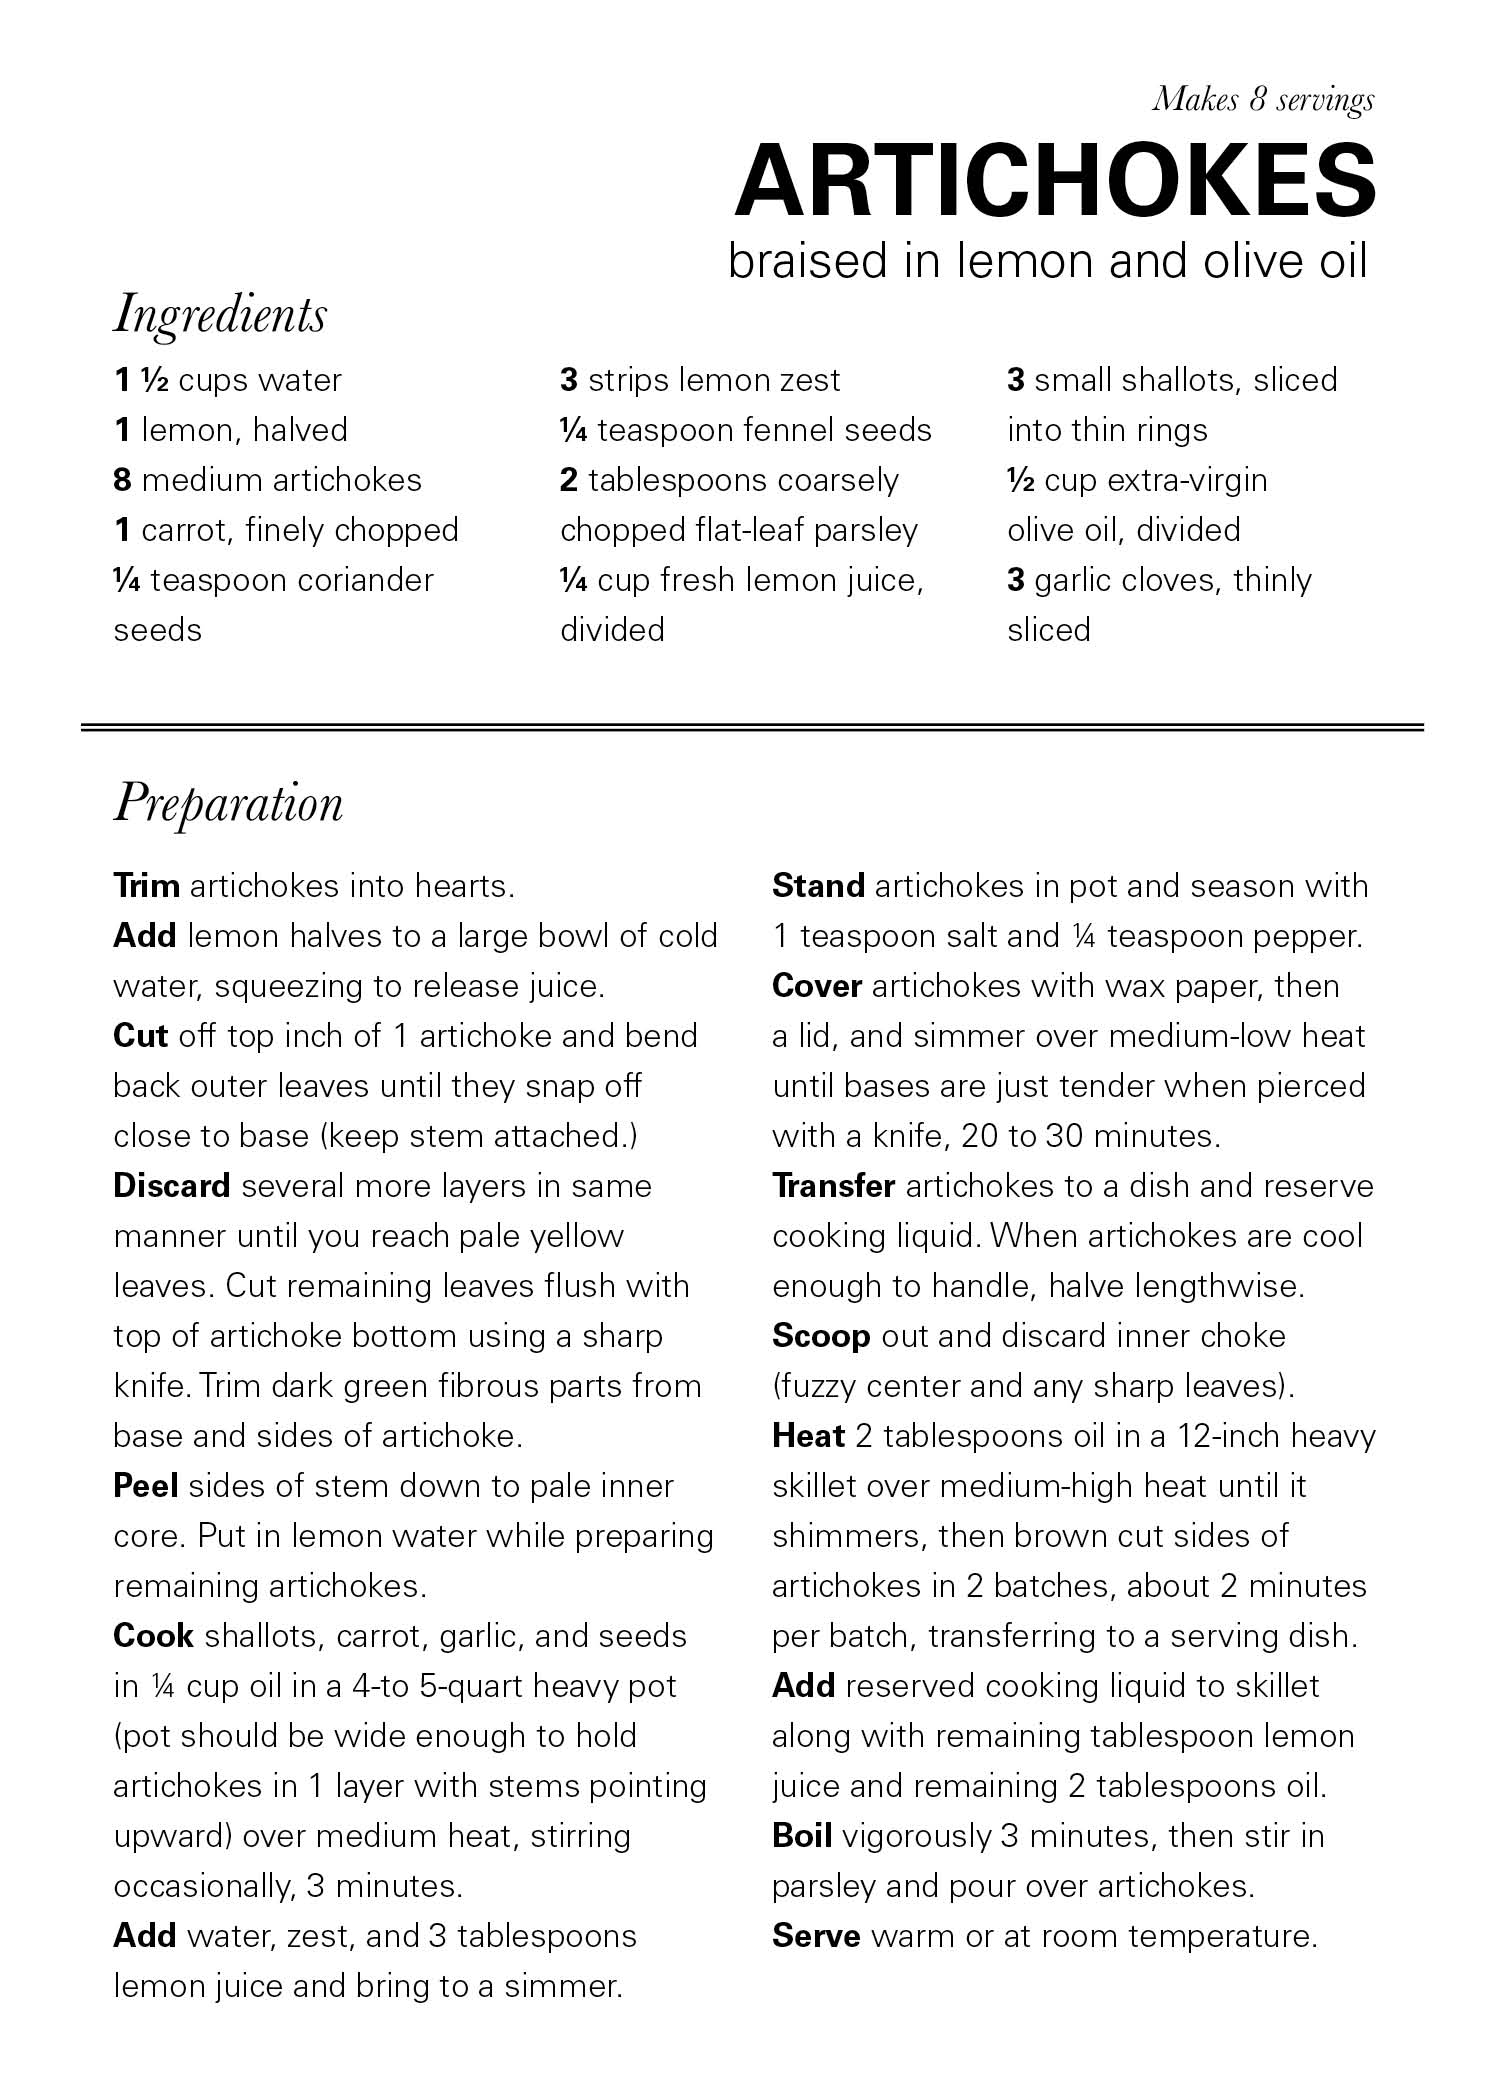 Makes 8 servings
ARTICHOKES
braised in lemon and olive oil
Ingredients
1 ½ cups water
1 lemon, halved
8 medium artichokes
1 carrot, finely chopped
¼ teaspoon coriander
seeds
3 strips lemon zest
¼ teaspoon fennel seeds
2 tablespoons coarsely
chopped flat-leaf parsley
¼ cup fresh lemon juice,
divided
3 small shallots, sliced
into thin rings
½ cup extra-virgin
olive oil, divided
3 garlic cloves, thinly
sliced
Preparation
Trim artichokes into hearts.
Add lemon halves to a large bowl of cold
water, squeezing to release juice.
Cut off top inch of 1 artichoke and bend
back outer leaves until they snap off
close to base (keep stem attached.)
Discard several more layers in same
manner until you reach pale yellow
leaves. Cut remaining leaves flush with
top of artichoke bottom using a sharp
knife. Trim dark green fibrous parts from
base and sides of artichoke.
Peel sides of stem down to pale inner
core. Put in lemon water while preparing
remaining artichokes.
Cook shallots, carrot, garlic, and seeds
in ¼ cup oil in a 4-to 5-quart heavy pot
(pot should be wide enough to hold
artichokes in 1 layer with stems pointing
upward) over medium heat, stirring
occasionally, 3 minutes.
Add water, zest, and 3 tablespoons
lemon juice and bring to a simmer.
Stand artichokes in pot and season with
1 teaspoon salt and ¼ teaspoon pepper.
Cover artichokes with wax paper, then
a lid, and simmer over medium-low heat
until bases are just tender when pierced
with a knife, 20 to 30 minutes.
Transfer artichokes to a dish and reserve
cooking liquid. When artichokes are cool
enough to handle, halve lengthwise.
Scoop out and discard inner choke
(fuzzy center and any sharp leaves).
Heat 2 tablespoons oil in a 12-inch heavy
skillet over medium-high heat until it
shimmers, then brown cut sides of
artichokes in 2 batches, about 2 minutes
per batch, transferring to a serving dish.
Add reserved cooking liquid to skillet
along with remaining tablespoon lemon
juice and remaining 2 tablespoons oil.
Boil vigorously 3 minutes, then stir in
parsley and pour over artichokes.
Serve warm or at room temperature.